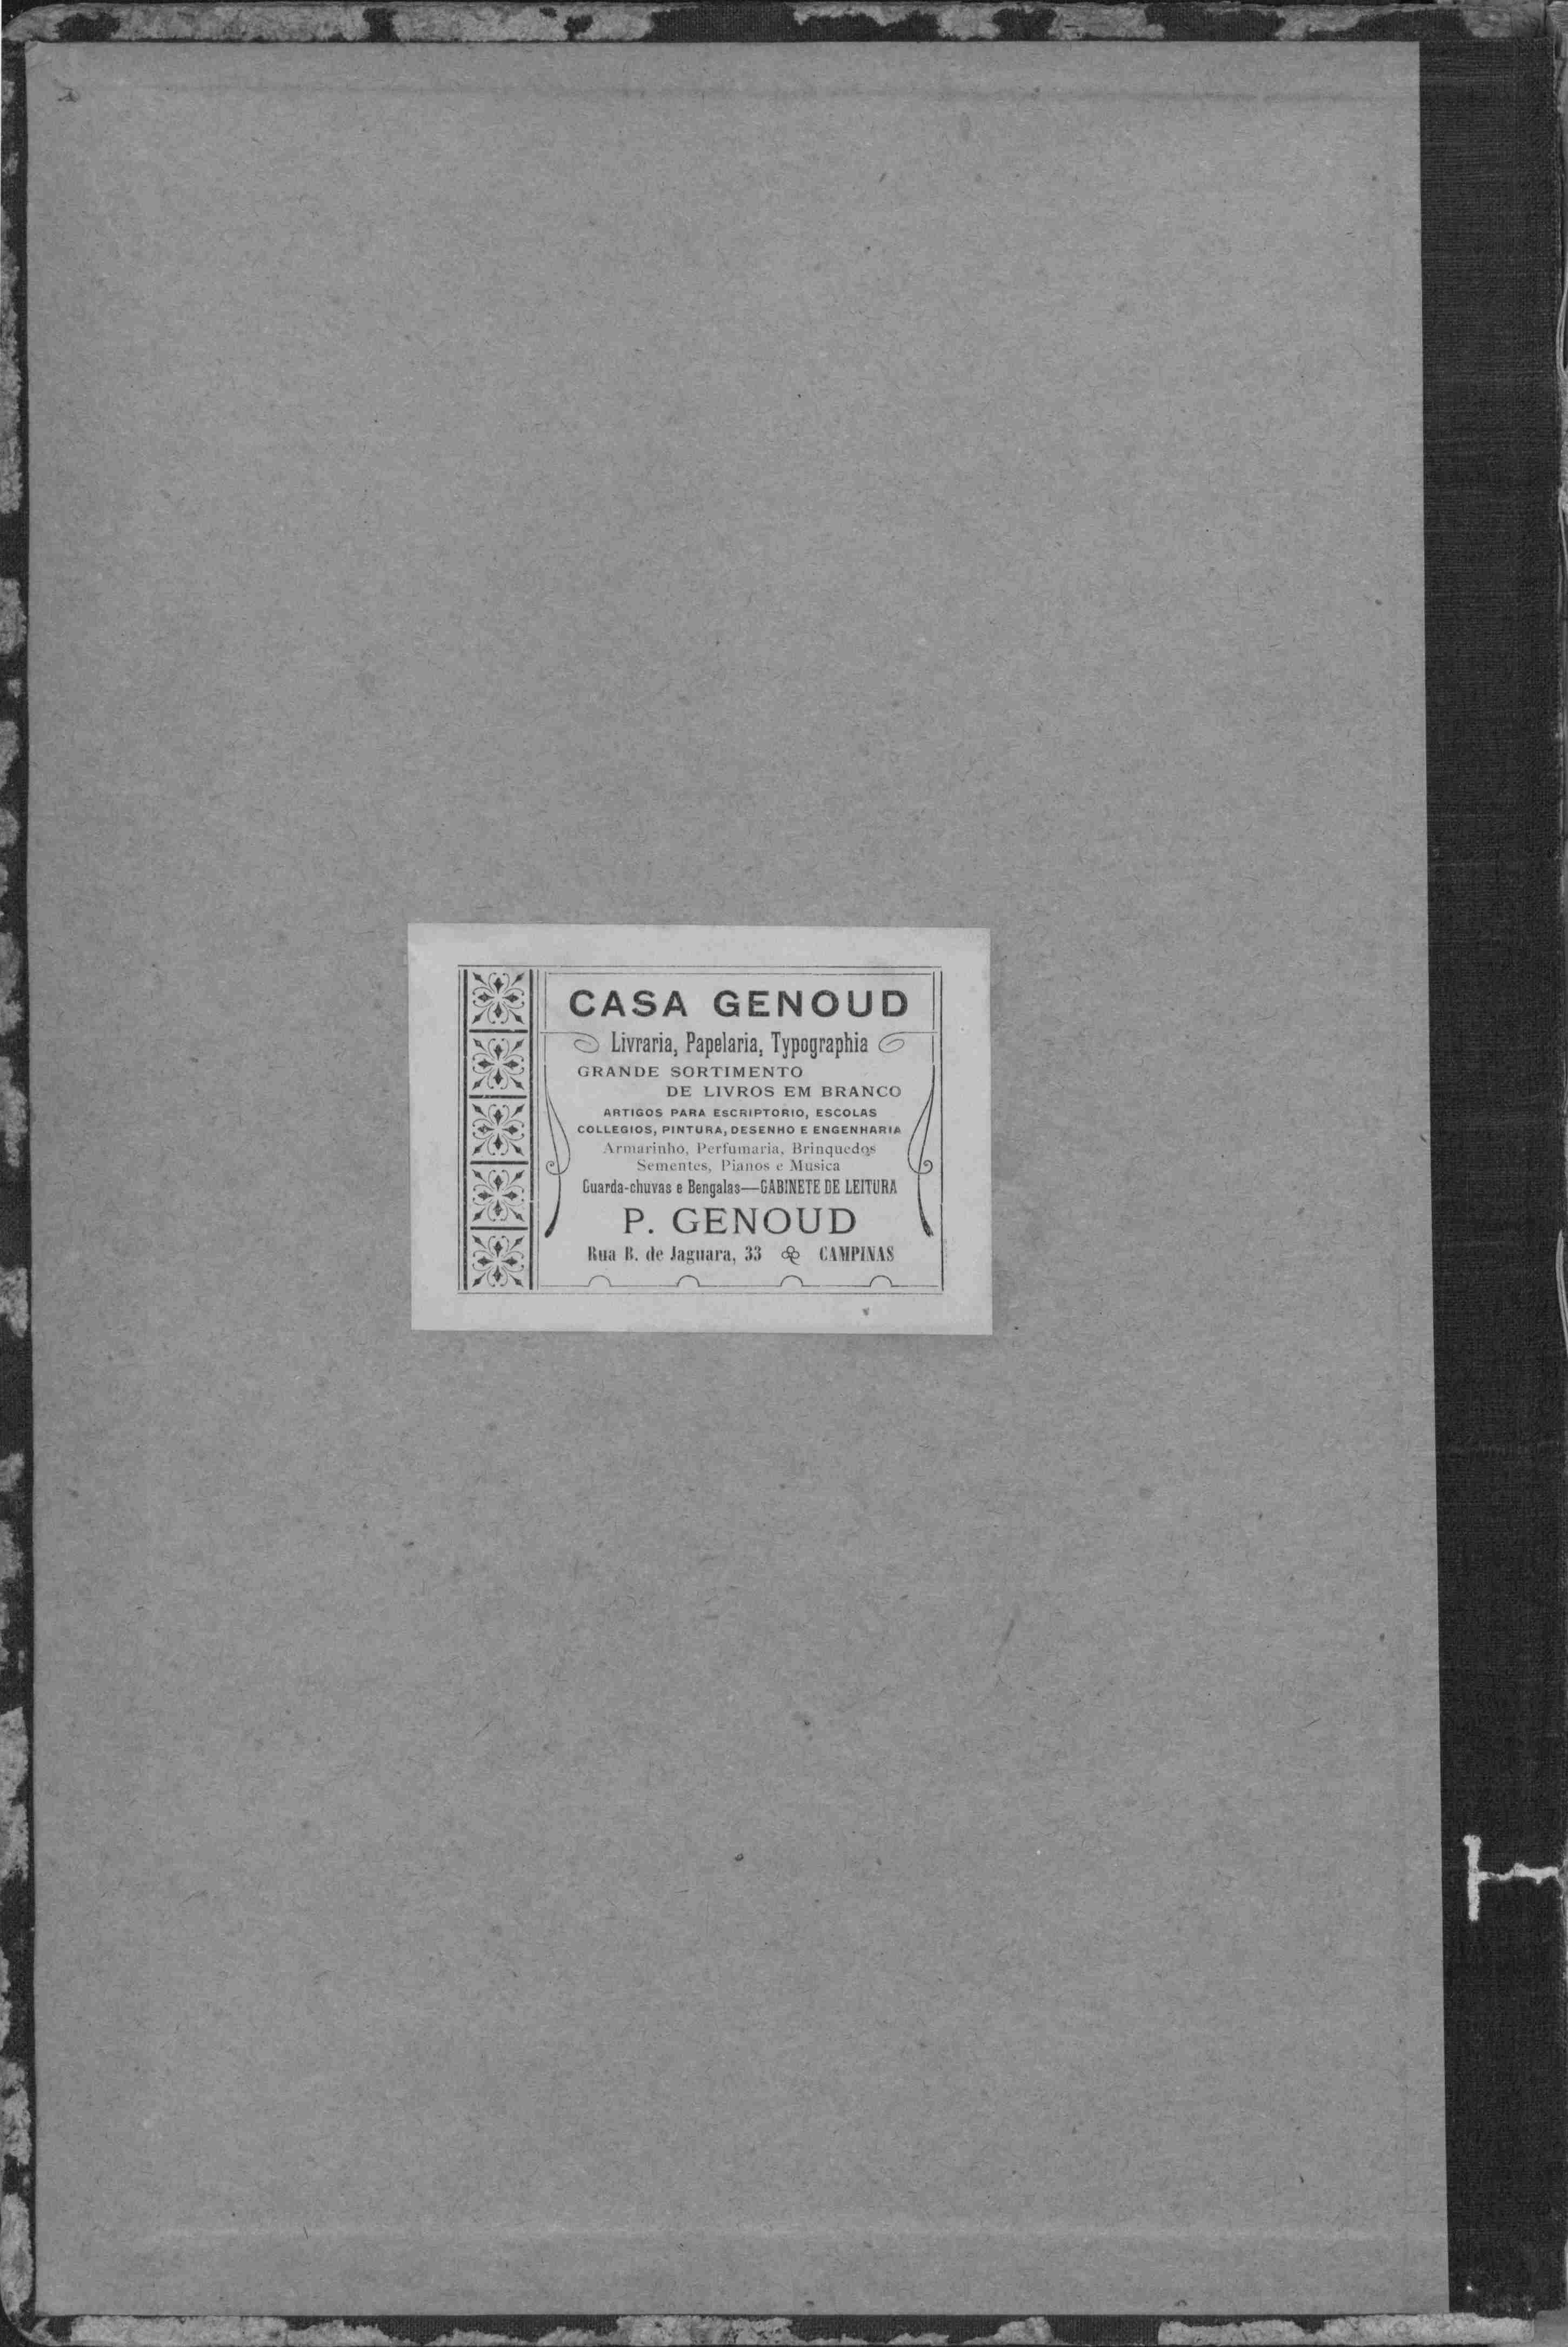 CASA GENOUD
Livraria, Papelaria, Typographia
GRANDE SORTIMENTO
DE LIVROS EM BRANCO
ARTIGOS PARA ESCRIPTORIO, ESCOLAS
COLLEGIOS, PINTURA, DESENHO E ENGENHARIA
Armarinho, Perfumaria, Brinquedos
Sementes, Pianos e Musica
Guarda-chuvas e Bengalas—GABINETE DE LEITURA
P. GENOUD
Rua B. de Jaguara, 33 CAMPINAS